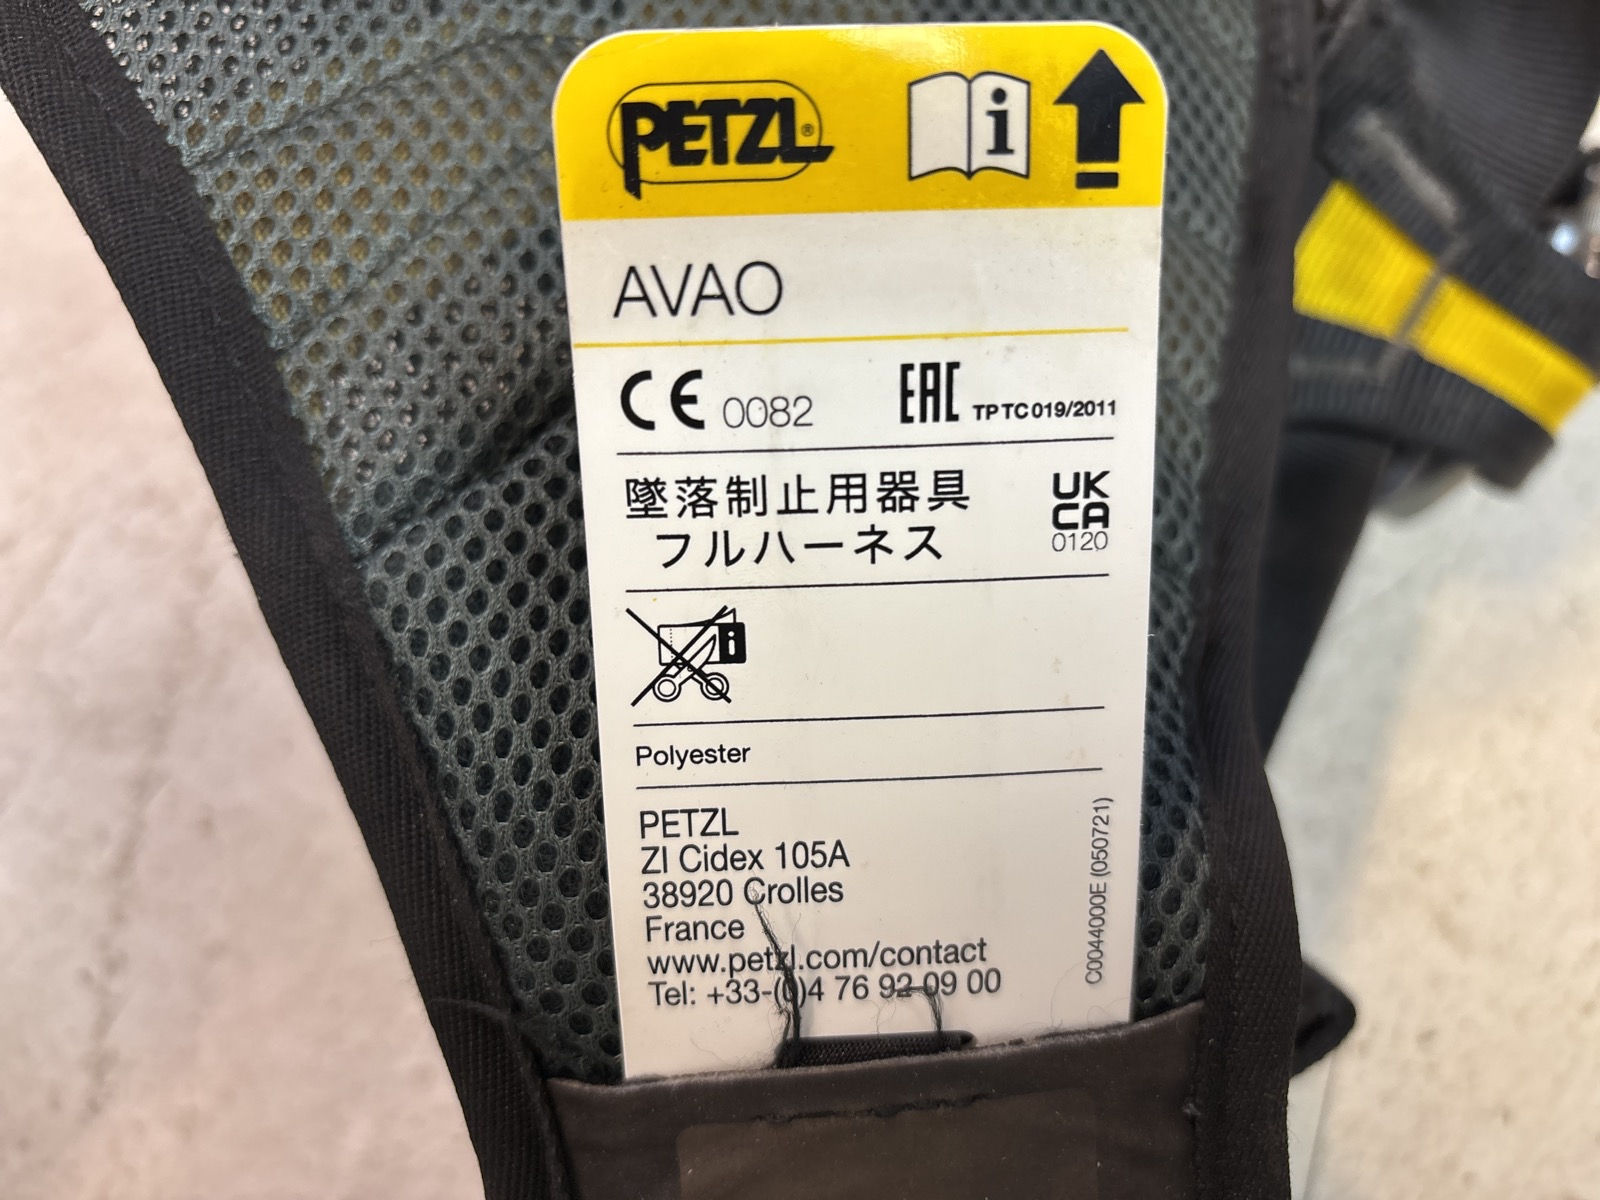 PETZL®
i
AVAO
CE 0082
EAC TP TC 019/2011
墜落制止用器具
フルハーネス
UK
CA
0120
i
Polyester
PETZL
ZI Cidex 105A
38920 Crolles
France
www.petzl.com/contact
Tel: +33-(0)4 76 92 09 00
C0044000E (050721)